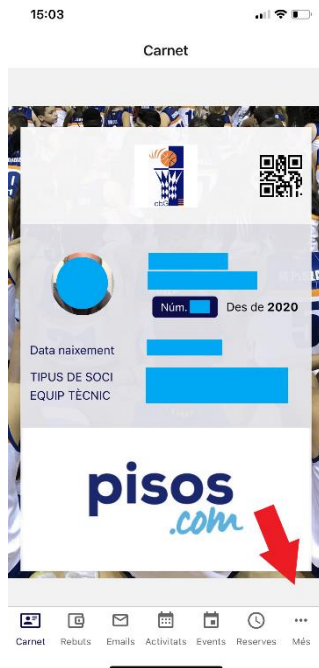 15:03
Carnet
cbG
Núm.
Des de 2020
Data naixement
TIPUS DE SOCI
EQUIP TÈCNIC
pisos
.com
Carnet Rebuts Emails Activitats Events Reserves Més